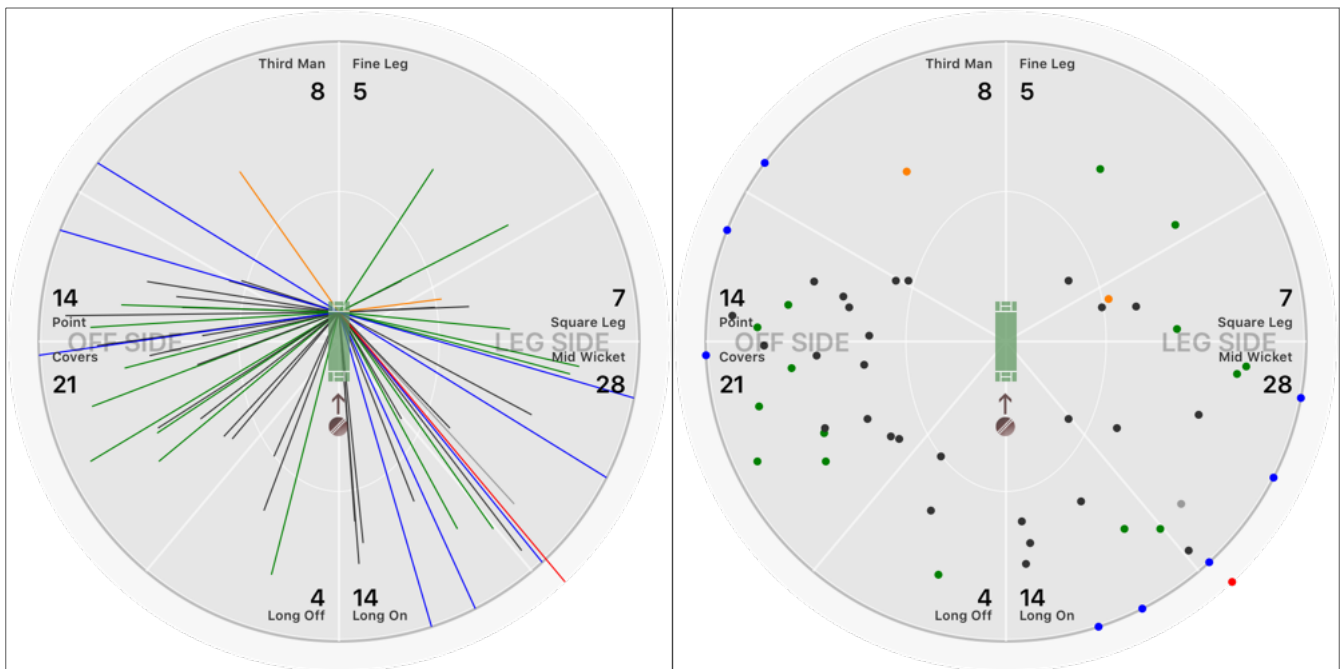 Third Man
8
Fine Leg
5
14
Point
OFF SIDE
Covers
21
7
Square Leg
LEG SIDE
Mid Wicket
28
4
Long Off
14
Long On
Third Man
8
Fine Leg
5
14
Point
OFF SIDE
Covers
21
7
Square Leg
LEG SIDE
Mid Wicket
28
4
Long Off
14
Long On